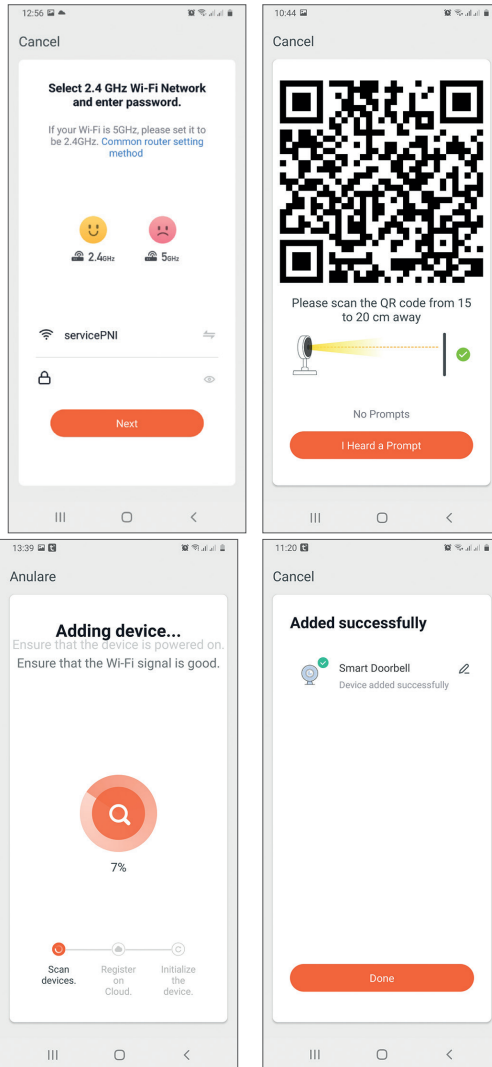 12:56
Cancel
Select 2.4 GHz Wi-Fi Network
and enter password.
If your Wi-Fi is 5GHz, please set it to
be 2.4GHz. Common router setting
method
2.4GHz 5GHz
servicePNI
Next
10:44
Cancel
Please scan the QR code from 15
to 20 cm away
No Prompts
I Heard a Prompt
13:39
Anulare
Adding device...
Ensure that the device is powered on.
Ensure that the Wi-Fi signal is good.
7%
Scan
devices.
Register
on
Cloud.
Initialize
the
device.
11:20
Cancel
Added successfully
Smart Doorbell
Device added successfully
Done